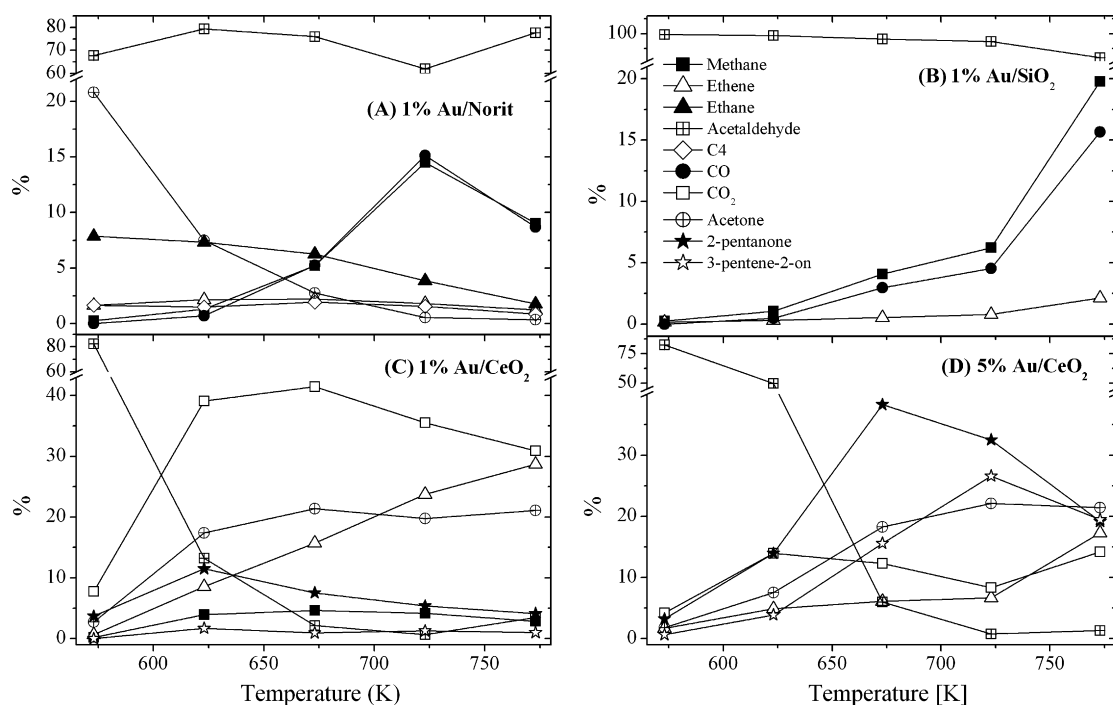 80
70
60
20
15
10
5
0
%
(A) 1% Au/Norit
100
80
60
20
15
10
5
0
%
(B) 1% Au/SiO2
Methane
Ethene
Ethane
Acetaldehyde
C4
CO
CO2
Acetone
2-pentanone
3-pentene-2-on
80
60
40
30
20
10
0
%
(C) 1% Au/CeO2
600
650
700
750
Temperature (K)
75
50
40
30
20
10
0
%
(D) 5% Au/CeO2
600
650
700
750
Temperature [K]